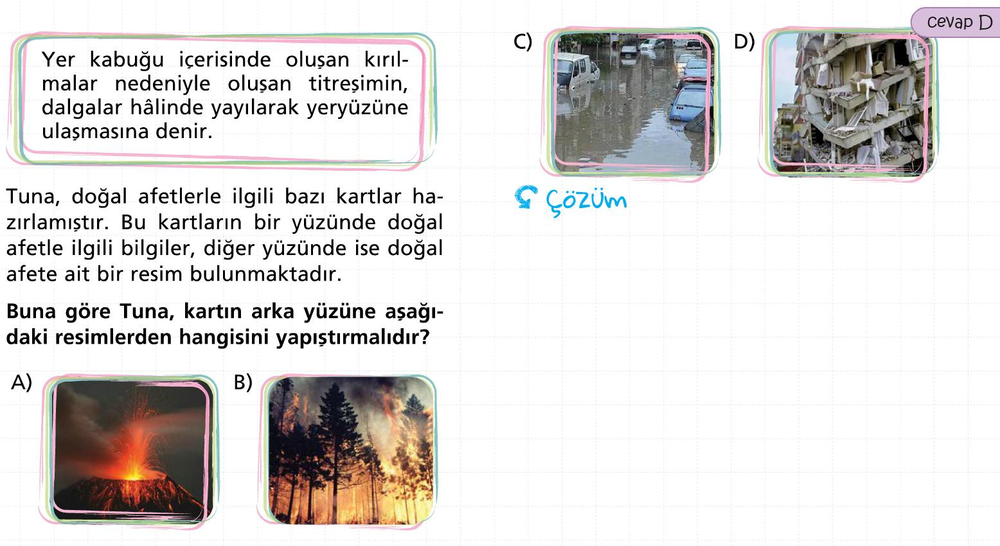 Yer kabuğu içerisinde oluşan kırıl-
malar nedeniyle oluşan titreşimin,
dalgalar hâlinde yayılarak yeryüzüne
ulaşmasına denir.
Tuna, doğal afetlerle ilgili bazı kartlar ha-
zırlamıştır. Bu kartların bir yüzünde doğal
afetle ilgili bilgiler, diğer yüzünde ise doğal
afete ait bir resim bulunmaktadır.
Buna göre Tuna, kartın arka yüzüne aşağı-
daki resimlerden hangisini yapıştırmalıdır?
A)
B)
C)
D)
cevap D
Çözüm